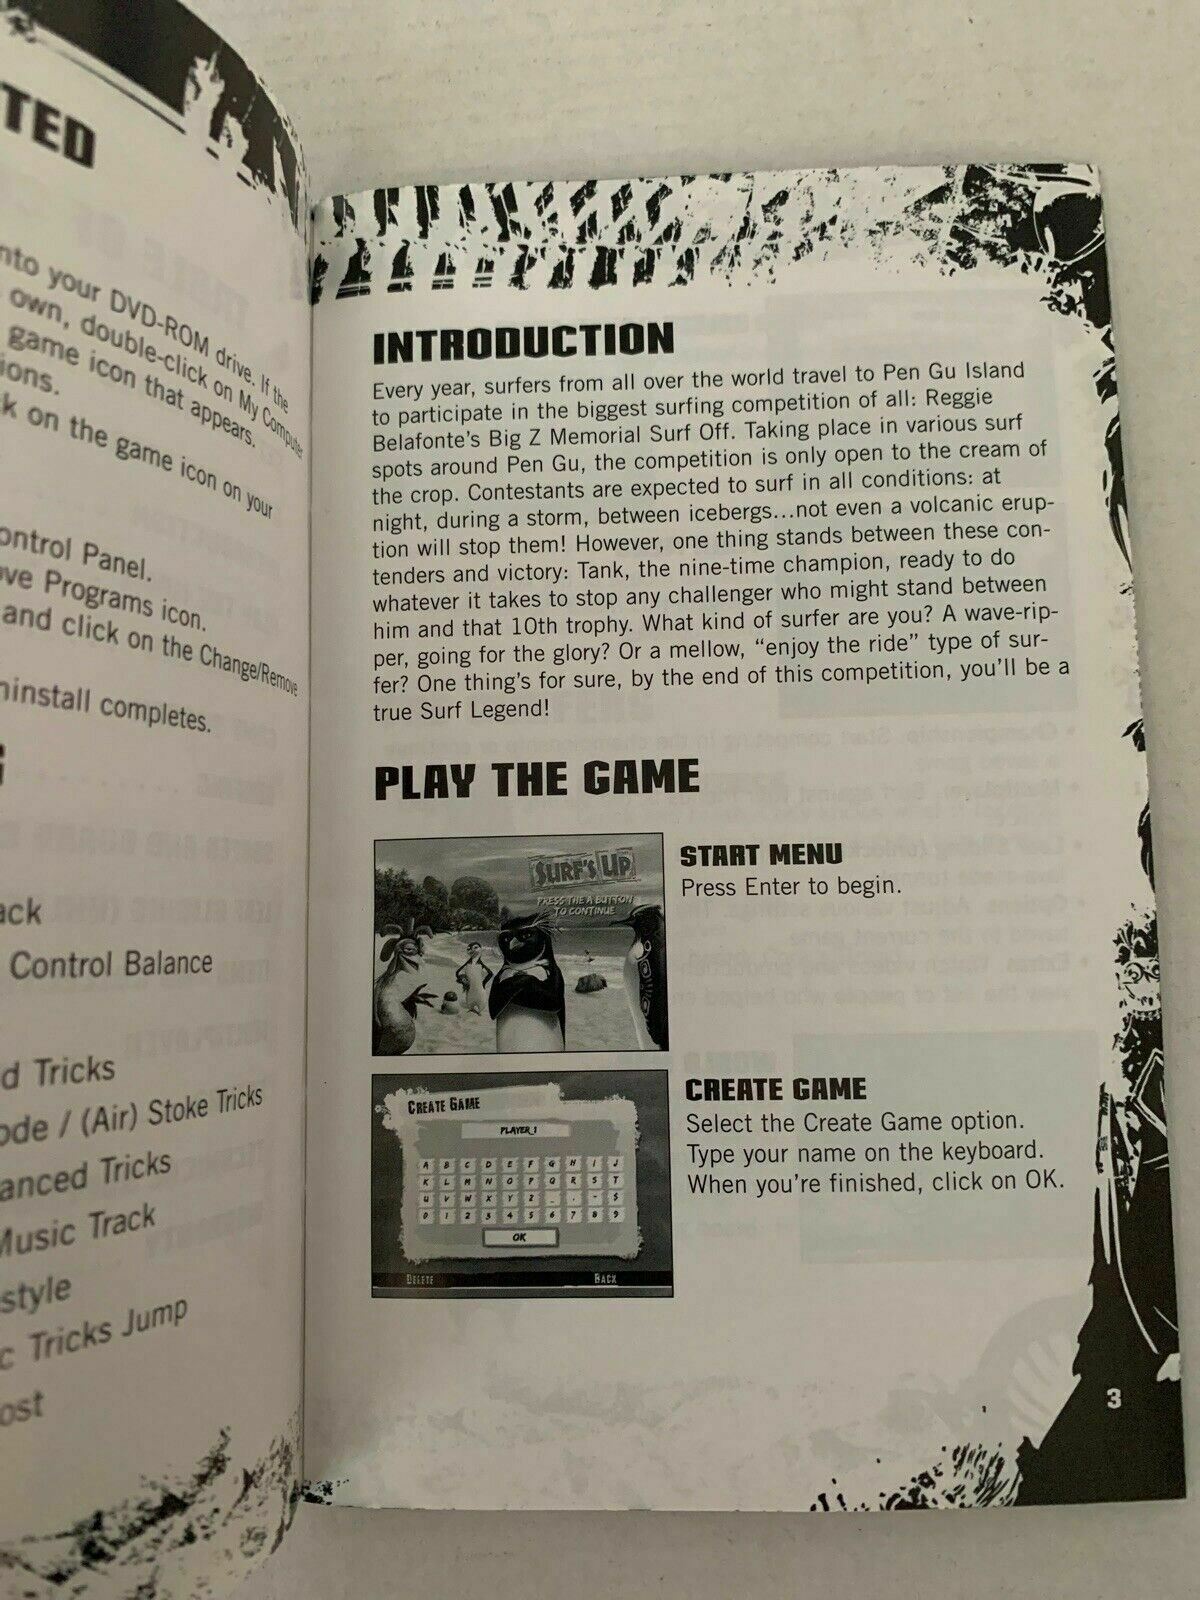 TED
nto your DVD-ROM drive. If the
own, double-click on My Computer
game icon that appears.
ions.
k on the game icon on your
ontrol Panel.
ove Programs icon.
and click on the Change/Remove
ninstall completes.
G
ack
Control Balance
d Tricks
ode / (Air) Stoke Tricks
anced Tricks
Music Track
style
c Tricks Jump
ost
INTRODUCTION
Every year, surfers from all over the world travel to Pen Gu Island
to participate in the biggest surfing competition of all: Reggie
Belafonte's Big Z Memorial Surf Off. Taking place in various surf
spots around Pen Gu, the competition is only open to the cream of
the crop. Contestants are expected to surf in all conditions: at
night, during a storm, between icebergs...not even a volcanic erup-
tion will stop them! However, one thing stands between these con-
tenders and victory: Tank, the nine-time champion, ready to do
whatever it takes to stop any challenger who might stand between
him and that 10th trophy. What kind of surfer are you? A wave-rip-
per, going for the glory? Or a mellow, “enjoy the ride” type of sur-
fer? One thing's for sure, by the end of this competition, you'll be a
true Surf Legend!
PLAY THE GAME
SURF'S UP
PRESS THE A BUTTON
TO CONTINUE
START MENU
Press Enter to begin.
CREATE GAME
PLAYER_1
A B C D E F G H I J
K L M N O P Q R S T
U V W X Y Z _ . - $
0 1 2 3 4 5 6 7 8 9
OK
DELETE BACK
CREATE GAME
Select the Create Game option.
Type your name on the keyboard.
When you're finished, click on OK.
3